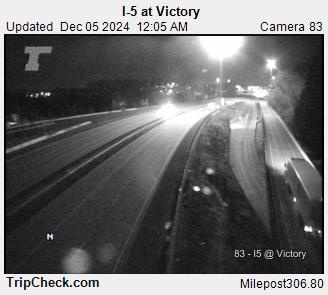 I-5 at Victory
Updated Dec 05 2024 12:05 AM Camera 83
T
N
83 - I5 @ Victory
TripCheck.com Milepost306.80